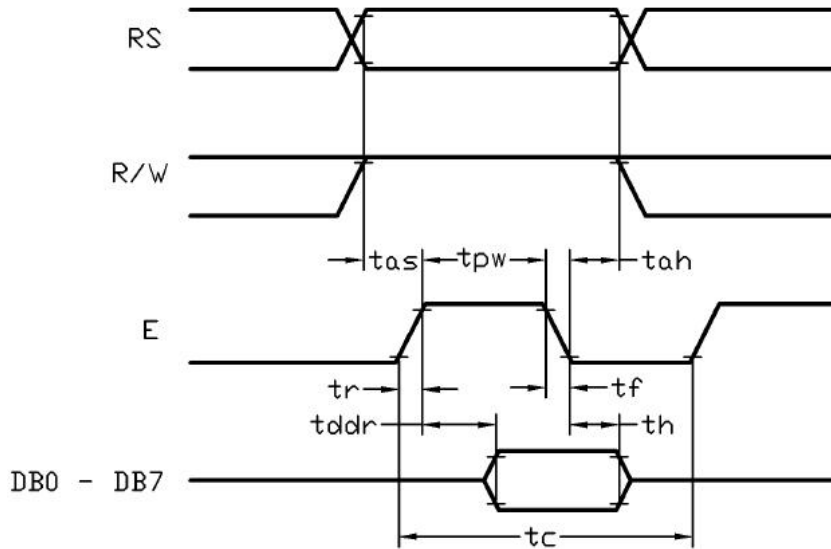 RS
R/W
tas tpw tah
E
tr tf
tddr th
DB0 - DB7
tc